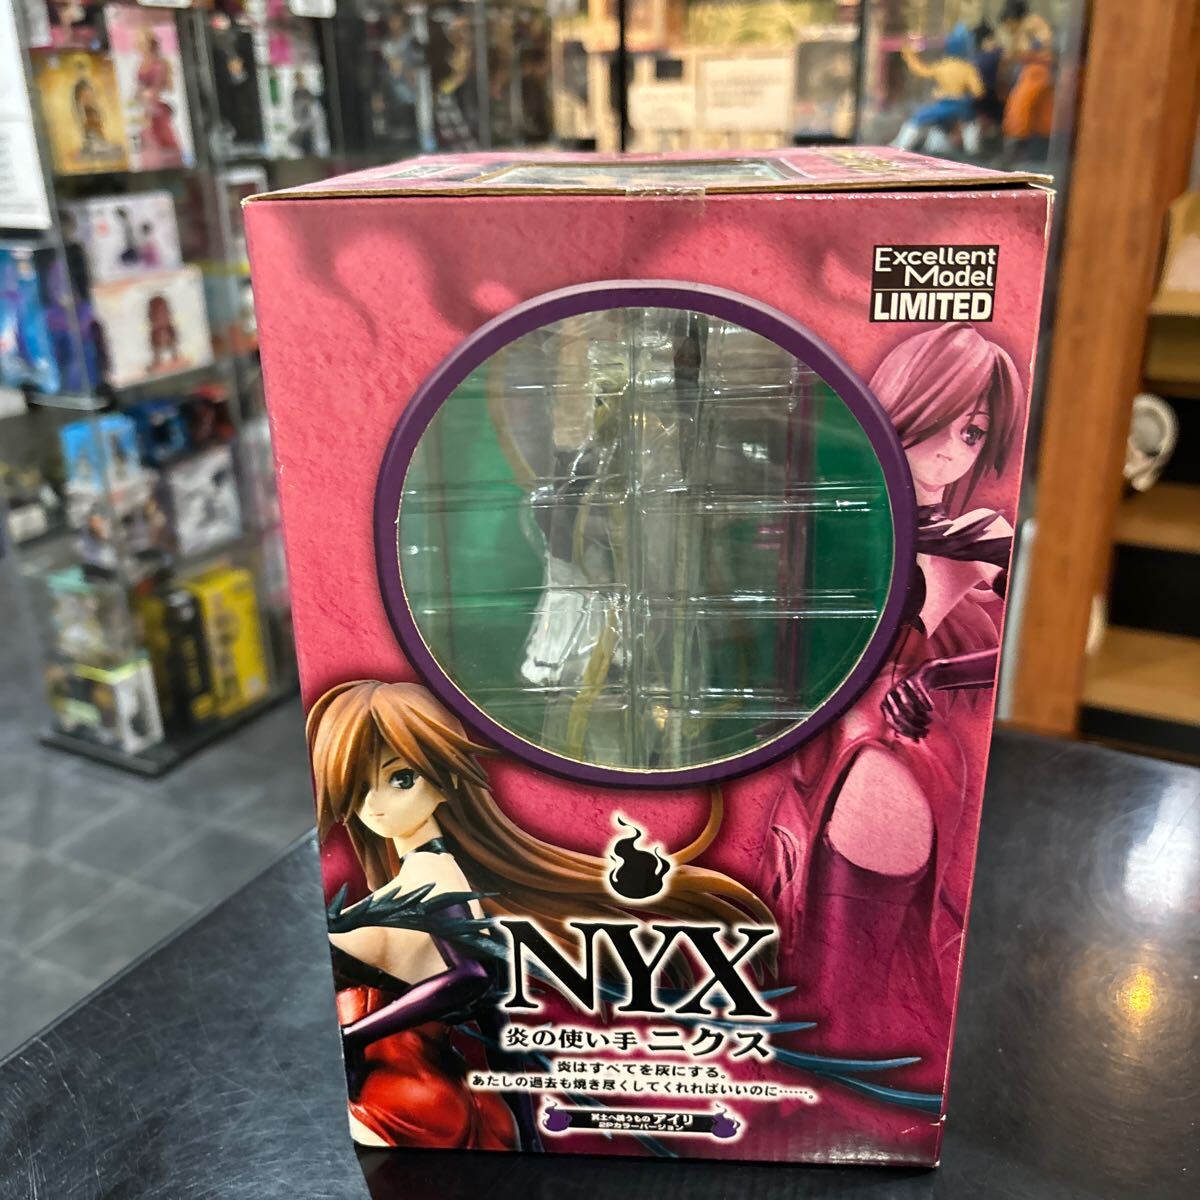 Excellent
Model
LIMITED
NYX
炎の使い手 ニクス
炎はすべてを灰にする。
あたしの過去も焼き尽くしてくれればいいのに……。
冥土へ誘うもの アイリ
2Pカラーバージョン